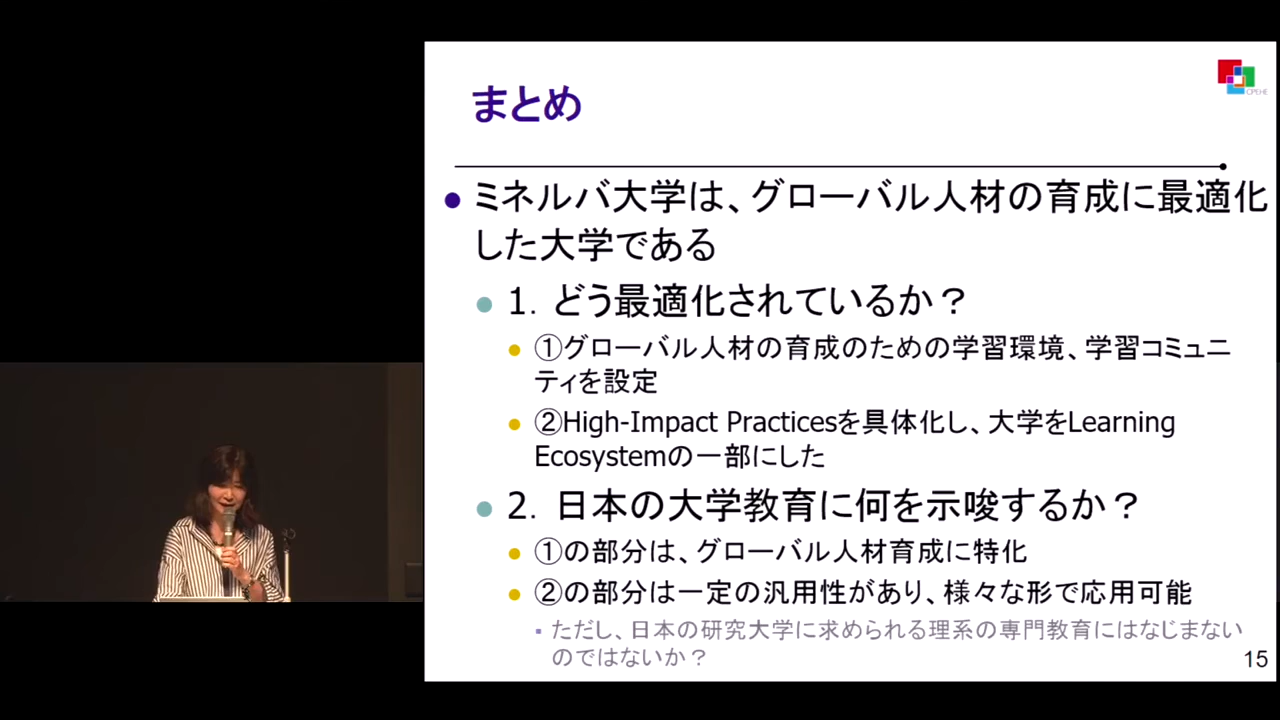 CPEHE
まとめ
ミネルバ大学は、グローバル人材の育成に最適化
した大学である
1．どう最適化されているか？
①グローバル人材の育成のための学習環境、学習コミュニ
ティを設定
②High-Impact Practicesを具体化し、大学をLearning
Ecosystemの一部にした
2．日本の大学教育に何を示唆するか？
①の部分は、グローバル人材育成に特化
②の部分は一定の汎用性があり、様々な形で応用可能
ただし、日本の研究大学に求められる理系の専門教育にはなじまない
のではないか？
15